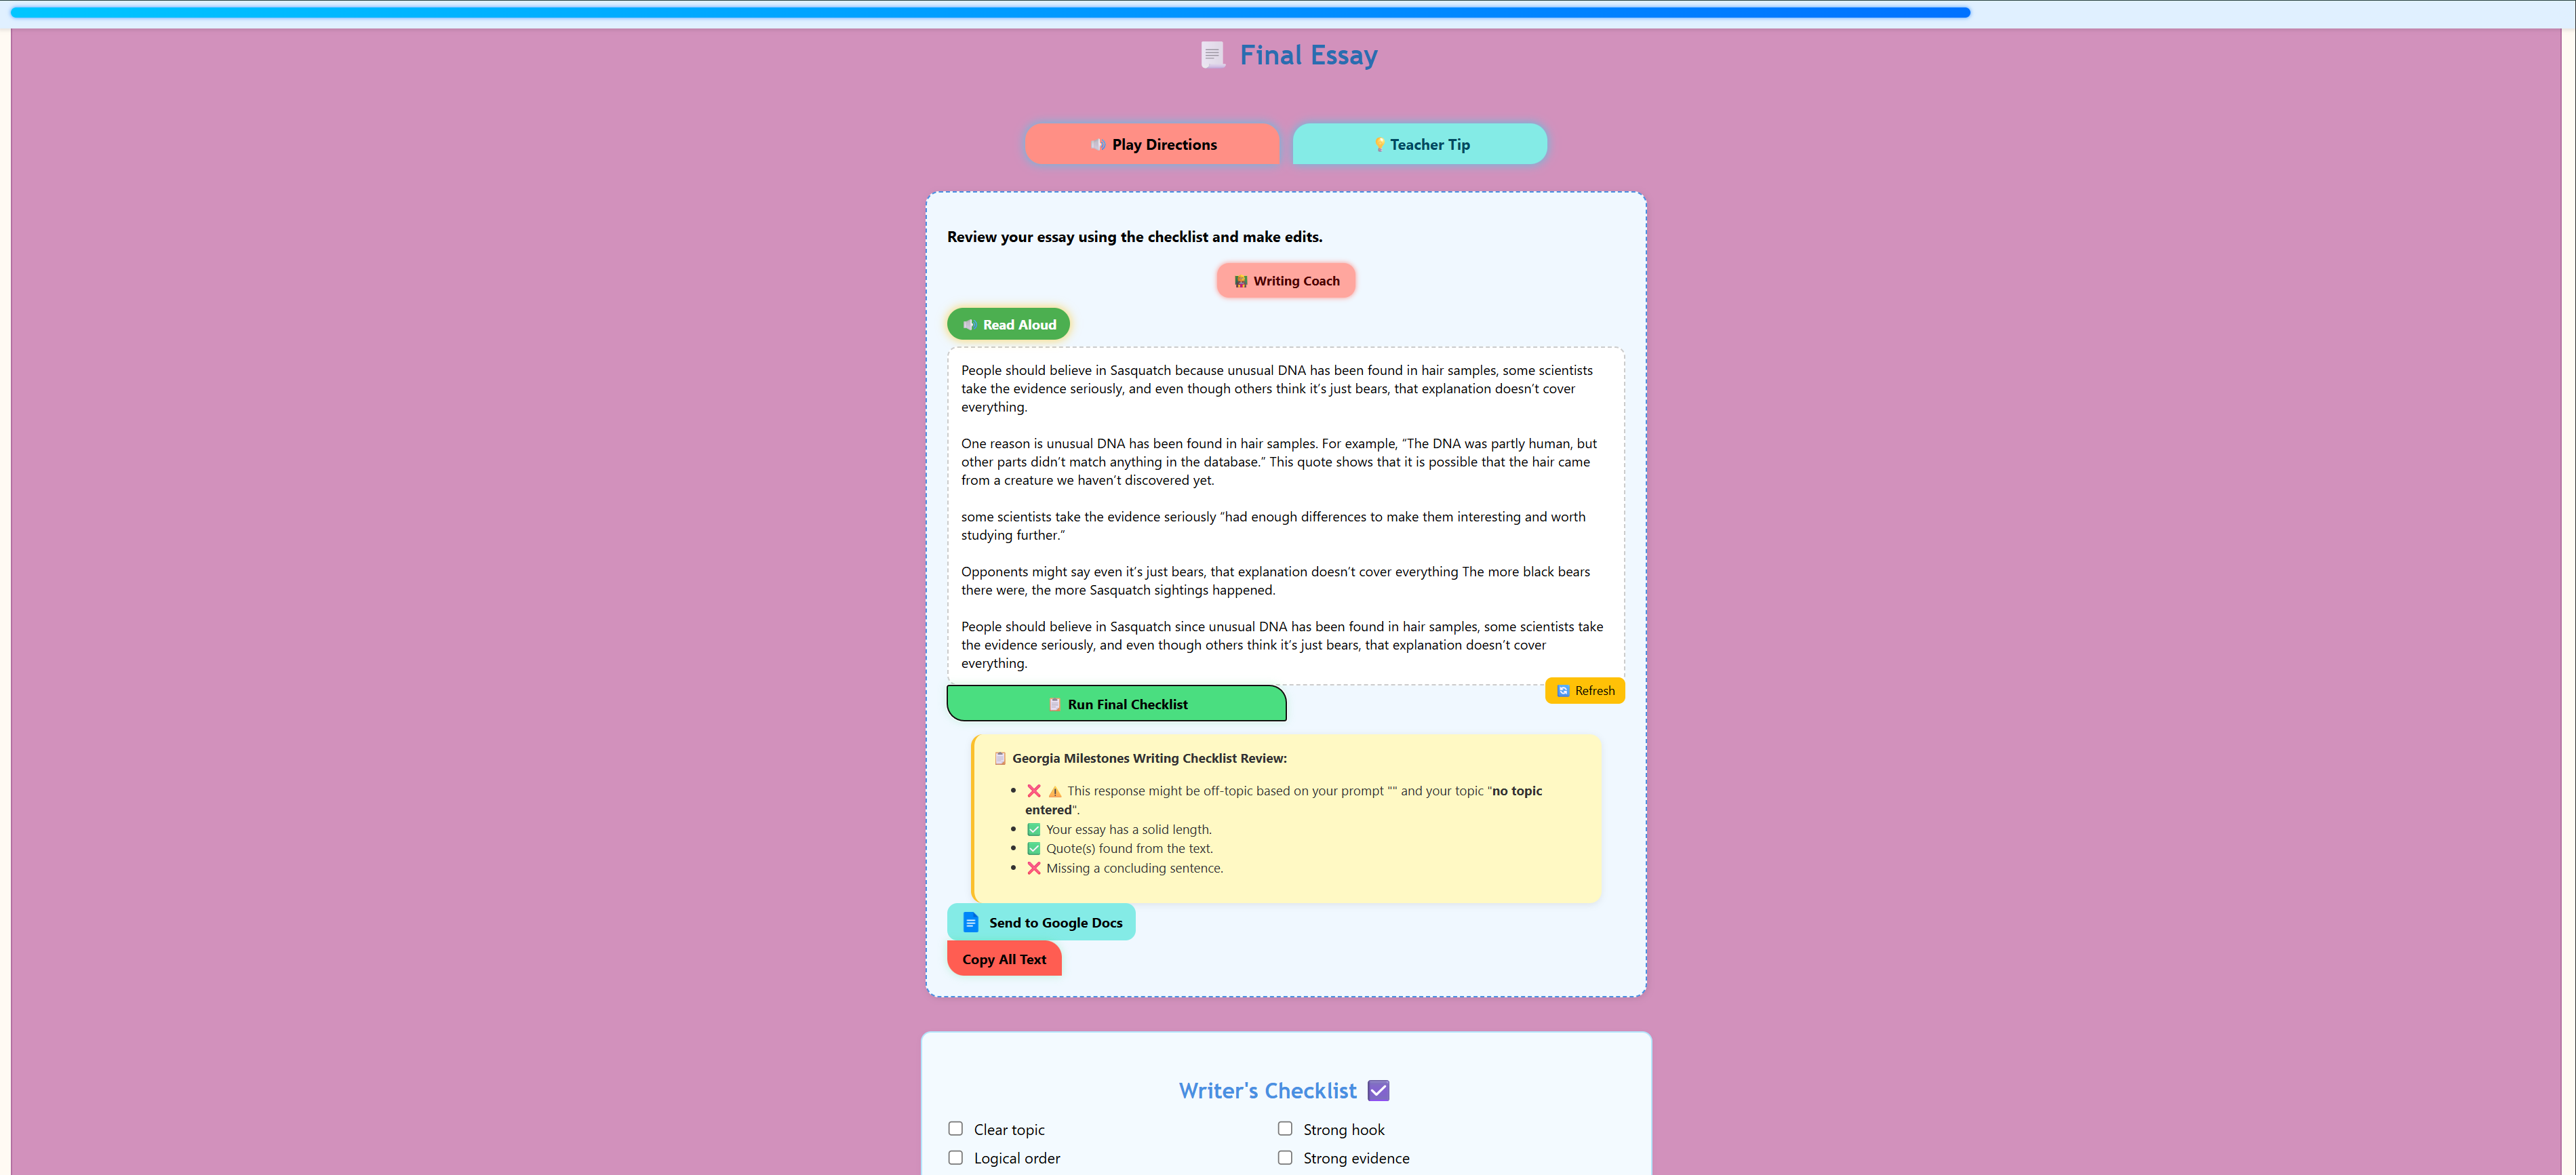 Final Essay
Play Directions
Teacher Tip
Review your essay using the checklist and make edits.
Writing Coach
Read Aloud
People should believe in Sasquatch because unusual DNA has been found in hair samples, some scientists
take the evidence seriously, and even though others think it’s just bears, that explanation doesn’t cover
everything.
One reason is unusual DNA has been found in hair samples. For example, “The DNA was partly human, but
other parts didn’t match anything in the database.” This quote shows that it is possible that the hair came
from a creature we haven’t discovered yet.
some scientists take the evidence seriously “had enough differences to make them interesting and worth
studying further.”
Opponents might say even it’s just bears, that explanation doesn’t cover everything The more black bears
there were, the more Sasquatch sightings happened.
People should believe in Sasquatch since unusual DNA has been found in hair samples, some scientists take
the evidence seriously, and even though others think it’s just bears, that explanation doesn’t cover
everything.
Refresh
Run Final Checklist
Georgia Milestones Writing Checklist Review:
This response might be off-topic based on your prompt "" and your topic "no topic
entered".
Your essay has a solid length.
Quote(s) found from the text.
Missing a concluding sentence.
Send to Google Docs
Copy All Text
Writer's Checklist
Clear topic
Strong hook
Logical order
Strong evidence